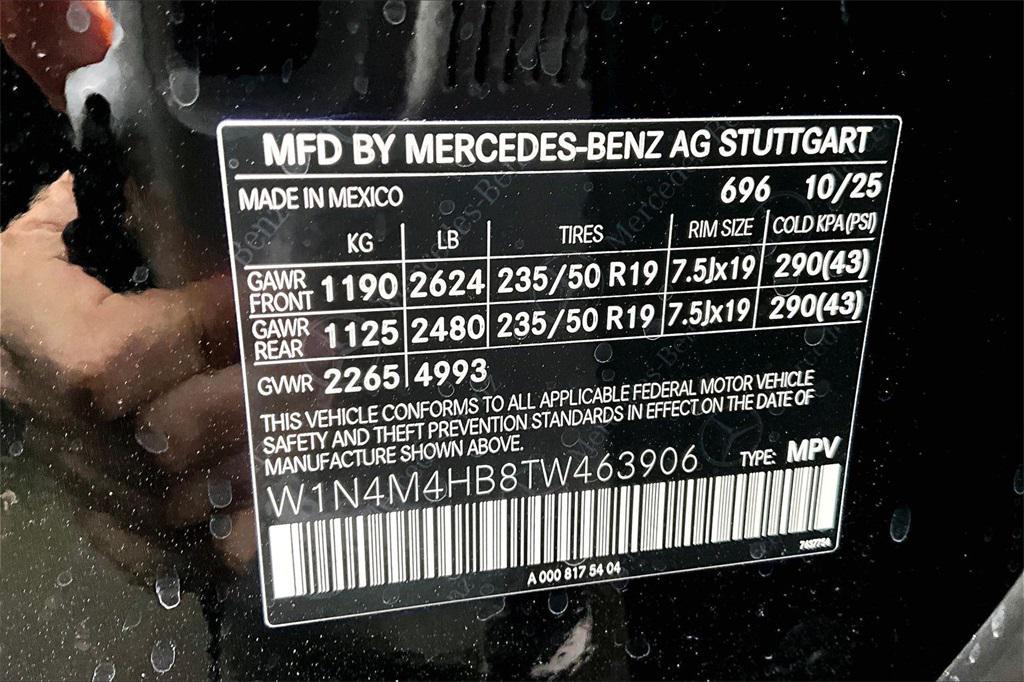 MFD BY MERCEDES-BENZ AG STUTTGART
MADE IN MEXICO 696 10/25
KG LB TIRES RIM SIZE COLD KPA(PSI)
GAWR FRONT 1190 2624 235/50 R19 7.5Jx19 290(43)
GAWR REAR 1125 2480 235/50 R19 7.5Jx19 290(43)
GVWR 2265 4993
THIS VEHICLE CONFORMS TO ALL APPLICABLE FEDERAL MOTOR VEHICLE
SAFETY AND THEFT PREVENTION STANDARDS IN EFFECT ON THE DATE OF
MANUFACTURE SHOWN ABOVE.
W1N4M4HB8TW463906 TYPE: MPV
7437754
A 000 817 54 04